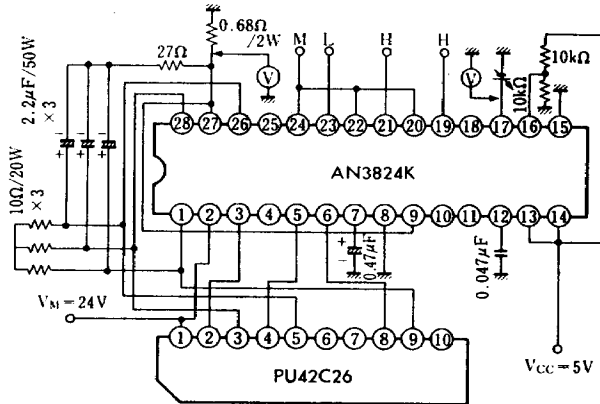 0.68Ω
/2W
M L H H
27Ω
V
V
10kΩ
10kΩ
2.2μF/50W
×3
28 27 26 25 24 23 22 21 20 19 18 17 16 15
AN3824K
10Ω/20W
×3
1 2 3 4 5 6 7 8 9 10 11 12 13 14
+
−
0.47μF
0.047μF
VM=24V
1 2 3 4 5 6 7 8 9 10
PU42C26
VCC=5V